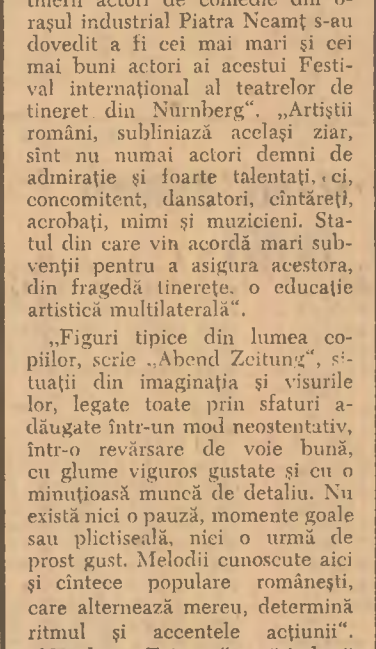 tinerii actori de comedie din o-
rașul industrial Piatra Neamț s-au
dovedit a fi cei mai mari și cei
mai buni actori ai acestui Festi-
val internațional al teatrelor de
tineret din Nürnberg“. „Artiștii
români, subliniază același ziar,
sînt nu numai actori demni de
admirație și foarte talentați, ci,
concomitent, dansatori, cîntăreți,
acrobați, mimi și muzicieni. Sta-
tul din care vin acordă mari sub-
venții pentru a asigura acestora,
din fragedă tinerețe, o educație
artistică multilaterală“.
„Figuri tipice din lumea co-
piilor, scrie „Abend Zeitung“, si-
tuații din imaginația și visurile
lor, legate toate prin sfaturi a-
dăugate într-un mod neostentativ,
într-o revărsare de voie bună,
cu glume viguros gustate și cu o
minuțioasă muncă de detaliu. Nu
există nici o pauză, momente goale
sau plictiseală, nici o urmă de
prost gust. Melodii cunoscute aici
și cîntece populare românești,
care alternează mereu, determină
ritmul și accentele acțiunii“.